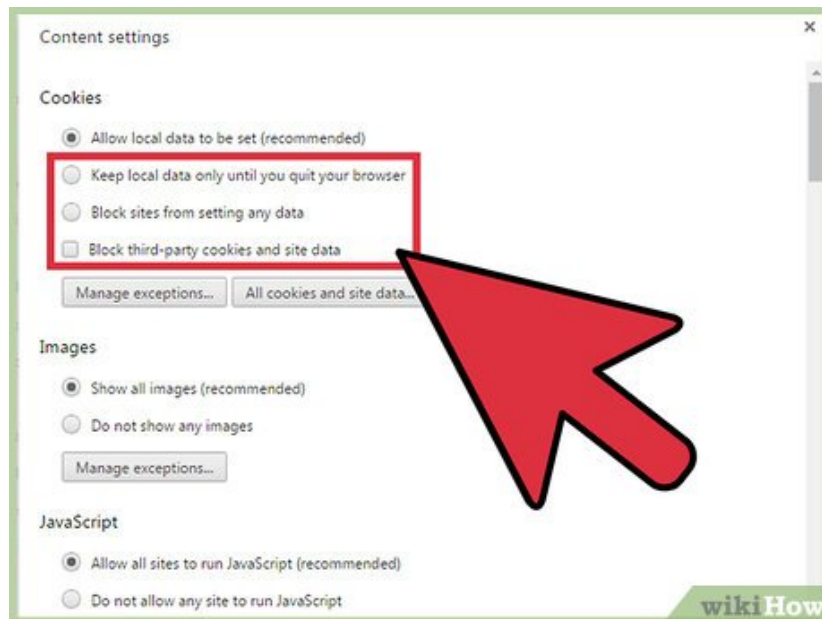 Content settings
Cookies
Allow local data to be set (recommended)
Keep local data only until you quit your browser
Block sites from setting any data
Block third-party cookies and site data
Manage exceptions... All cookies and site data...
Images
Show all images (recommended)
Do not show any images
Manage exceptions...
JavaScript
Allow all sites to run JavaScript (recommended)
Do not allow any site to run JavaScript
wikiHow